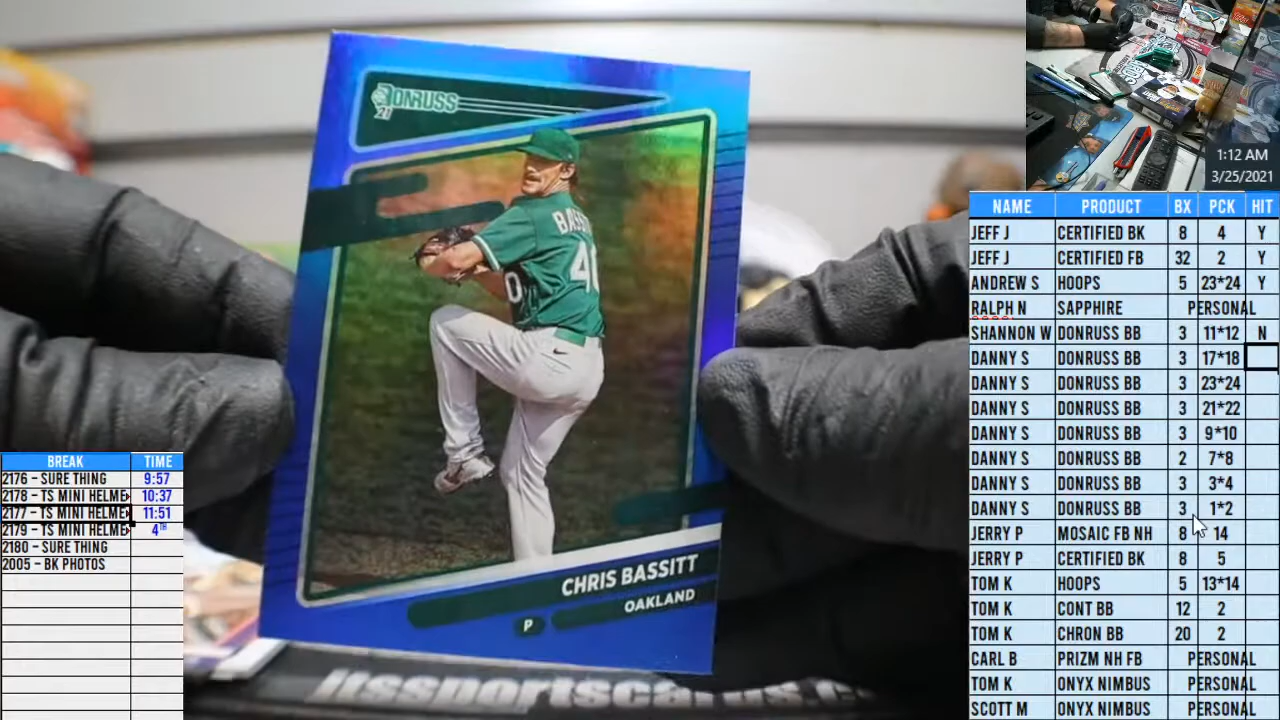 DONRUSS
21
BASSITT
40
0
CHRIS BASSITT
OAKLAND
P
jtssportscards.c
1:12 AM
3/25/2021
NAME PRODUCT BX PCK HIT
JEFF J CERTIFIED BK 8 4 Y
JEFF J CERTIFIED FB 32 2 Y
ANDREW S HOOPS 5 23*24 Y
RALPH N SAPPHIRE PERSONAL
SHANNON W DONRUSS BB 3 11*12 N
DANNY S DONRUSS BB 3 17*18
DANNY S DONRUSS BB 3 23*24
DANNY S DONRUSS BB 3 21*22
DANNY S DONRUSS BB 3 9*10
DANNY S DONRUSS BB 2 7*8
DANNY S DONRUSS BB 3 3*4
DANNY S DONRUSS BB 3 1*2
JERRY P MOSAIC FB NH 8 14
JERRY P CERTIFIED BK 8 5
TOM K HOOPS 5 13*14
TOM K CONT BB 12 2
TOM K CHRON BB 20 2
CARL B PRIZM NH FB PERSONAL
TOM K ONYX NIMBUS PERSONAL
SCOTT M ONYX NIMBUS PERSONAL
BREAK TIME
2176 - SURE THING 9:57
2178 - TS MINI HELME 10:37
2177 - TS MINI HELME 11:51
2179 - TS MINI HELME 4TH
2180 - SURE THING
2005 - BK PHOTOS